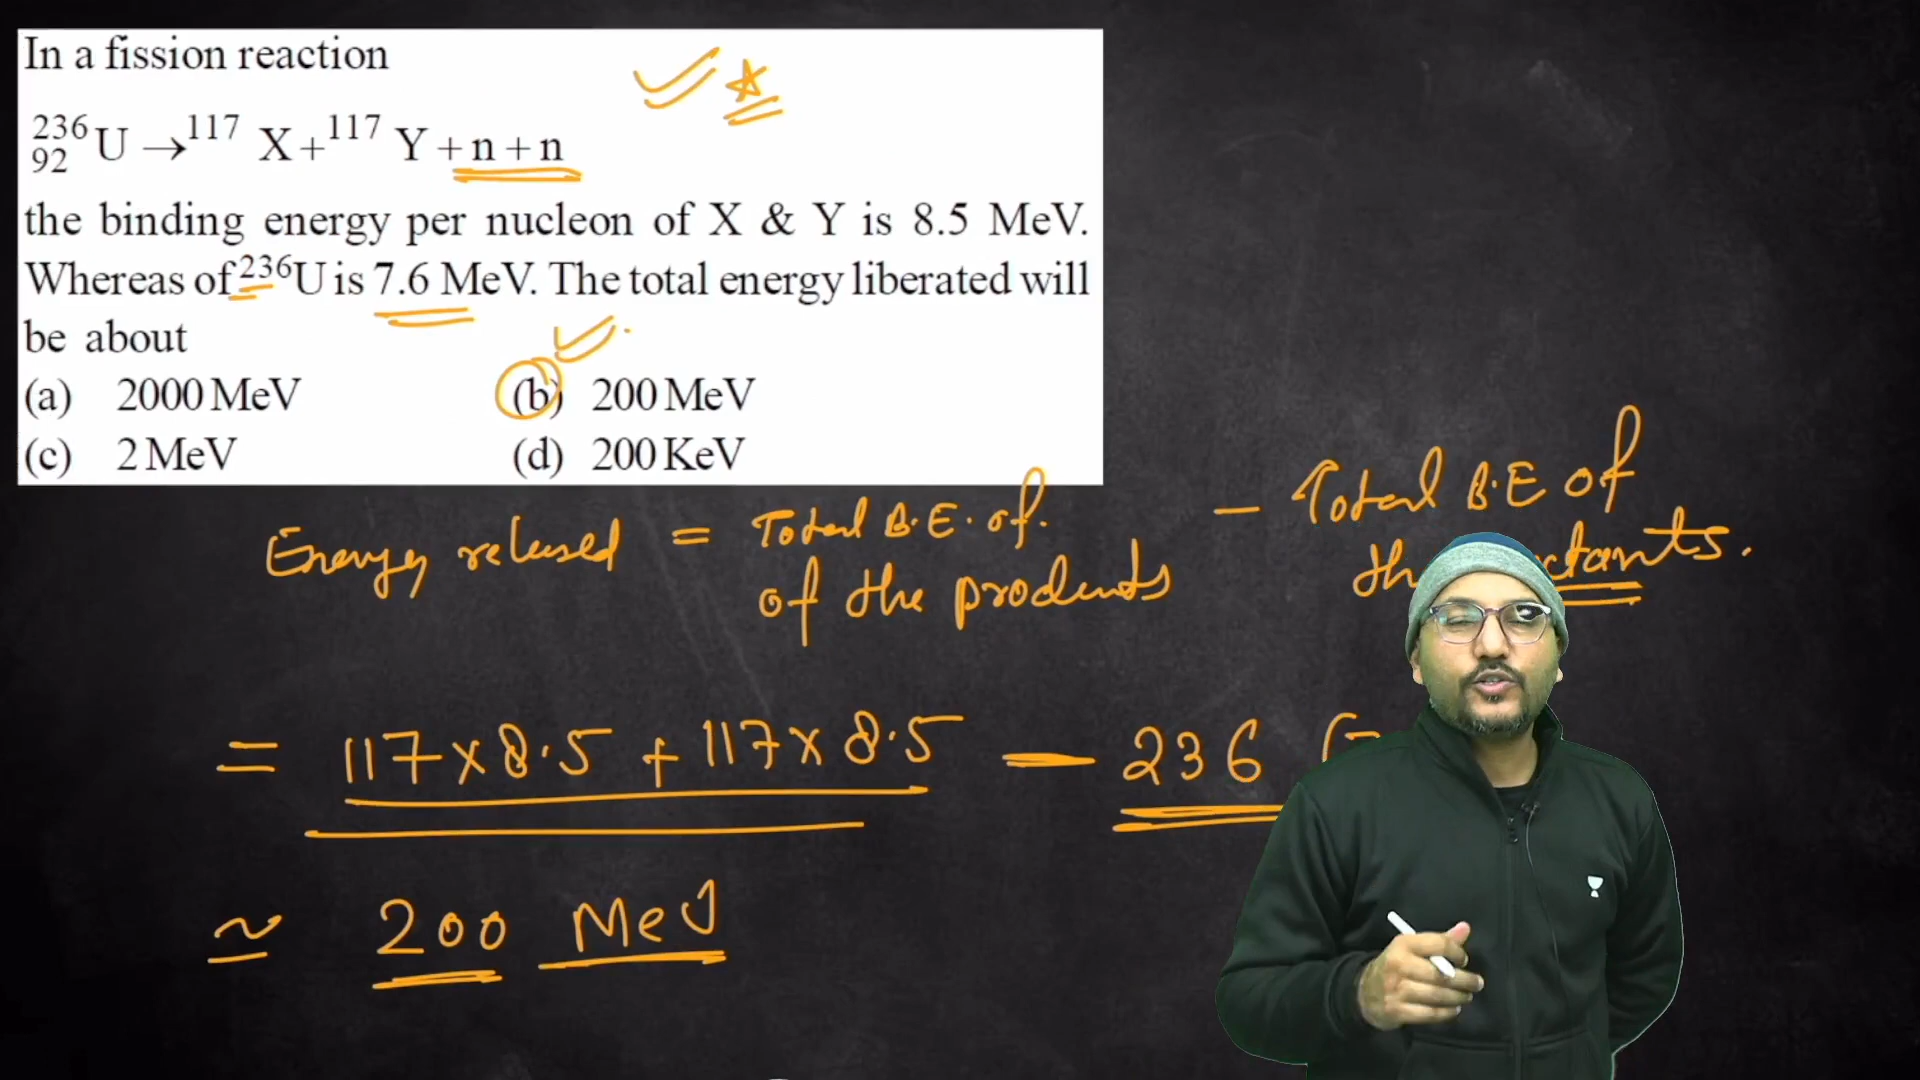 In a fission reaction
²³⁶₉₂U → ¹¹⁷X + ¹¹⁷Y + n + n
the binding energy per nucleon of X & Y is 8.5 MeV.
Whereas of ²³⁶U is 7.6 MeV. The total energy liberated will
be about
(a) 2000 MeV (b) 200 MeV
(c) 2 MeV (d) 200 KeV
Energy released = Total B.E. of. − Total B.E of
of the products
= 117×8.5 + 117×8.5 − 236
≃ 200 MeV